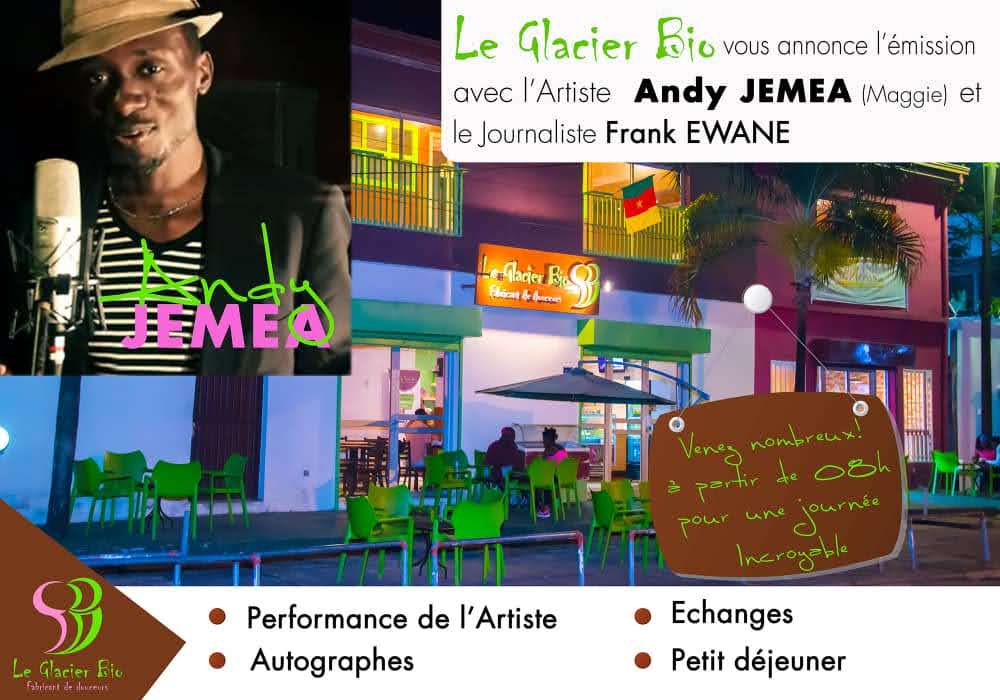 Le Glacier Bio vous annonce l'émission
avec l'Artiste Andy JEMEA (Maggie) et
le Journaliste Frank EWANE
Andy
JEMEA
Le Glacier Bio
Fabricant de douceurs
Venez nombreux!
à partir de 08h
pour une journée
Incroyable
Performance de l'Artiste
Autographes
Echanges
Petit déjeuner
Le Glacier Bio
Fabricant de douceurs